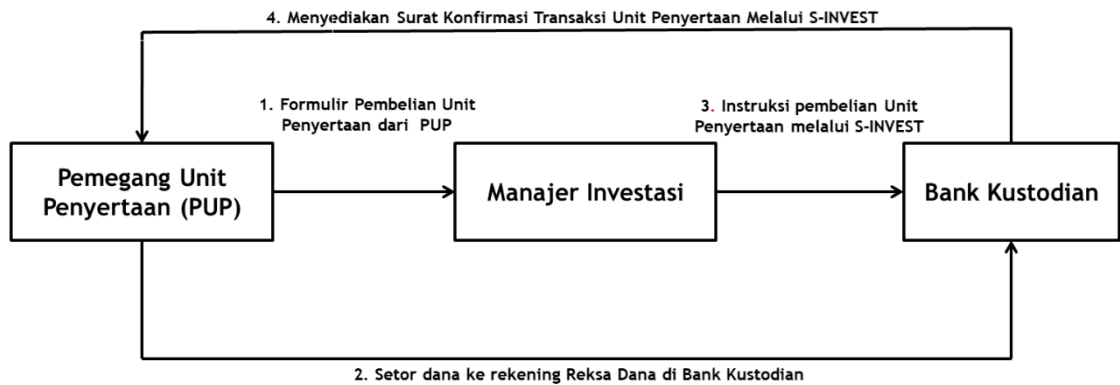 4. Menyediakan Surat Konfirmasi Transaksi Unit Penyertaan Melalui S-INVEST
1. Formulir Pembelian Unit
Penyertaan dari PUP
3. Instruksi pembelian Unit
Penyertaan melalui S-INVEST
Pemegang Unit
Penyertaan (PUP)
Manajer Investasi
Bank Kustodian
2. Setor dana ke rekening Reksa Dana di Bank Kustodian